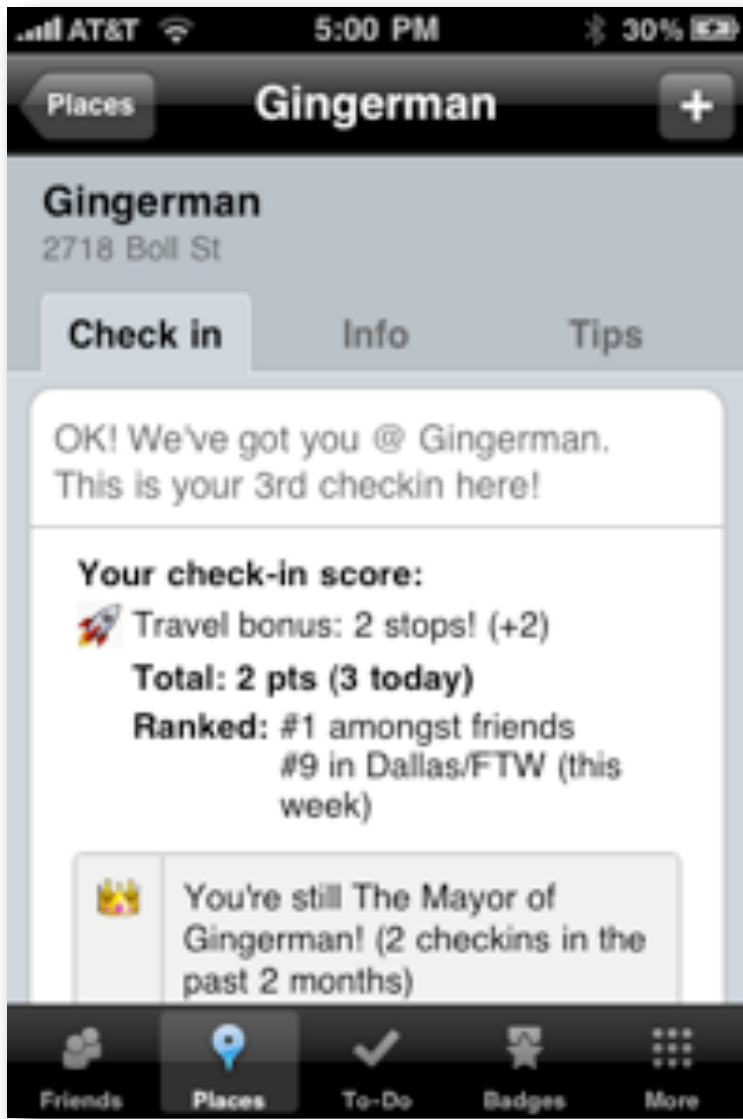 AT&T 5:00 PM 30%
Places Gingerman +
Gingerman
2718 Boll St
Check in Info Tips
OK! We've got you @ Gingerman.
This is your 3rd checkin here!
Your check-in score:
Travel bonus: 2 stops! (+2)
Total: 2 pts (3 today)
Ranked: #1 amongst friends
#9 in Dallas/FTW (this
week)
You're still The Mayor of
Gingerman! (2 checkins in the
past 2 months)
Friends Places To-Do Badges More